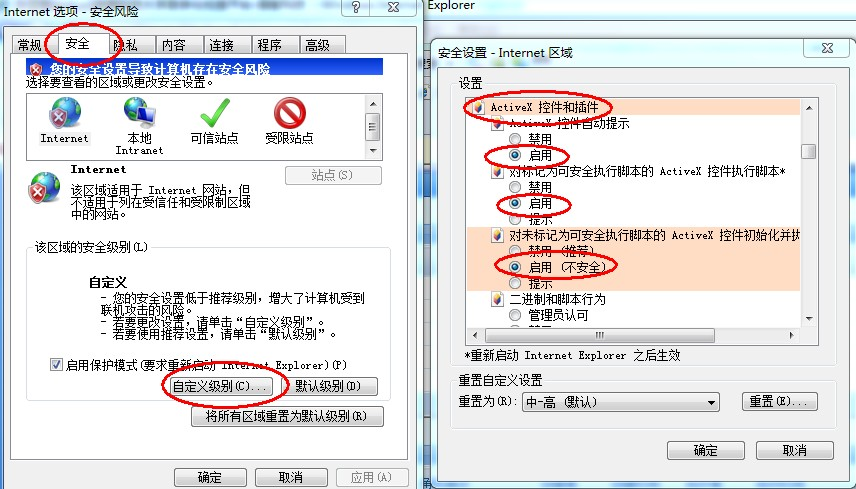 Internet 选项 - 安全风险
常规
安全
隐私
内容
连接
程序
高级
您的安全设置导致计算机存在安全风险
选择要查看的区域或更改安全设置。
Internet
本地
Intranet
可信站点
受限站点
Internet
站点(S)
该区域适用于 Internet 网站，但
不适用于列在受信任和受限制区域
中的网站。
该区域的安全级别(L)
自定义
- 您的安全设置低于推荐级别，增大了计算机受到
联机攻击的风险。
- 若要更改设置，请单击“自定义级别”。
- 若要使用推荐设置，请单击“默认级别”。
启用保护模式(要求重新启动 Internet Explorer)(P)
自定义级别(C)...
默认级别(D)
将所有区域重置为默认级别(R)
确定
取消
应用(A)
Explorer
安全设置 - Internet 区域
设置
ActiveX 控件和插件
ActiveX 控件自动提示
禁用
启用
对标记为可安全执行脚本的 ActiveX 控件执行脚本*
禁用
启用
提示
对未标记为可安全执行脚本的 ActiveX 控件初始化并执
禁用 (推荐)
启用 (不安全)
提示
二进制和脚本行为
管理员认可
*重新启动 Internet Explorer 之后生效
重置自定义设置
重置为(R):
中-高 (默认)
重置(E)...
确定
取消